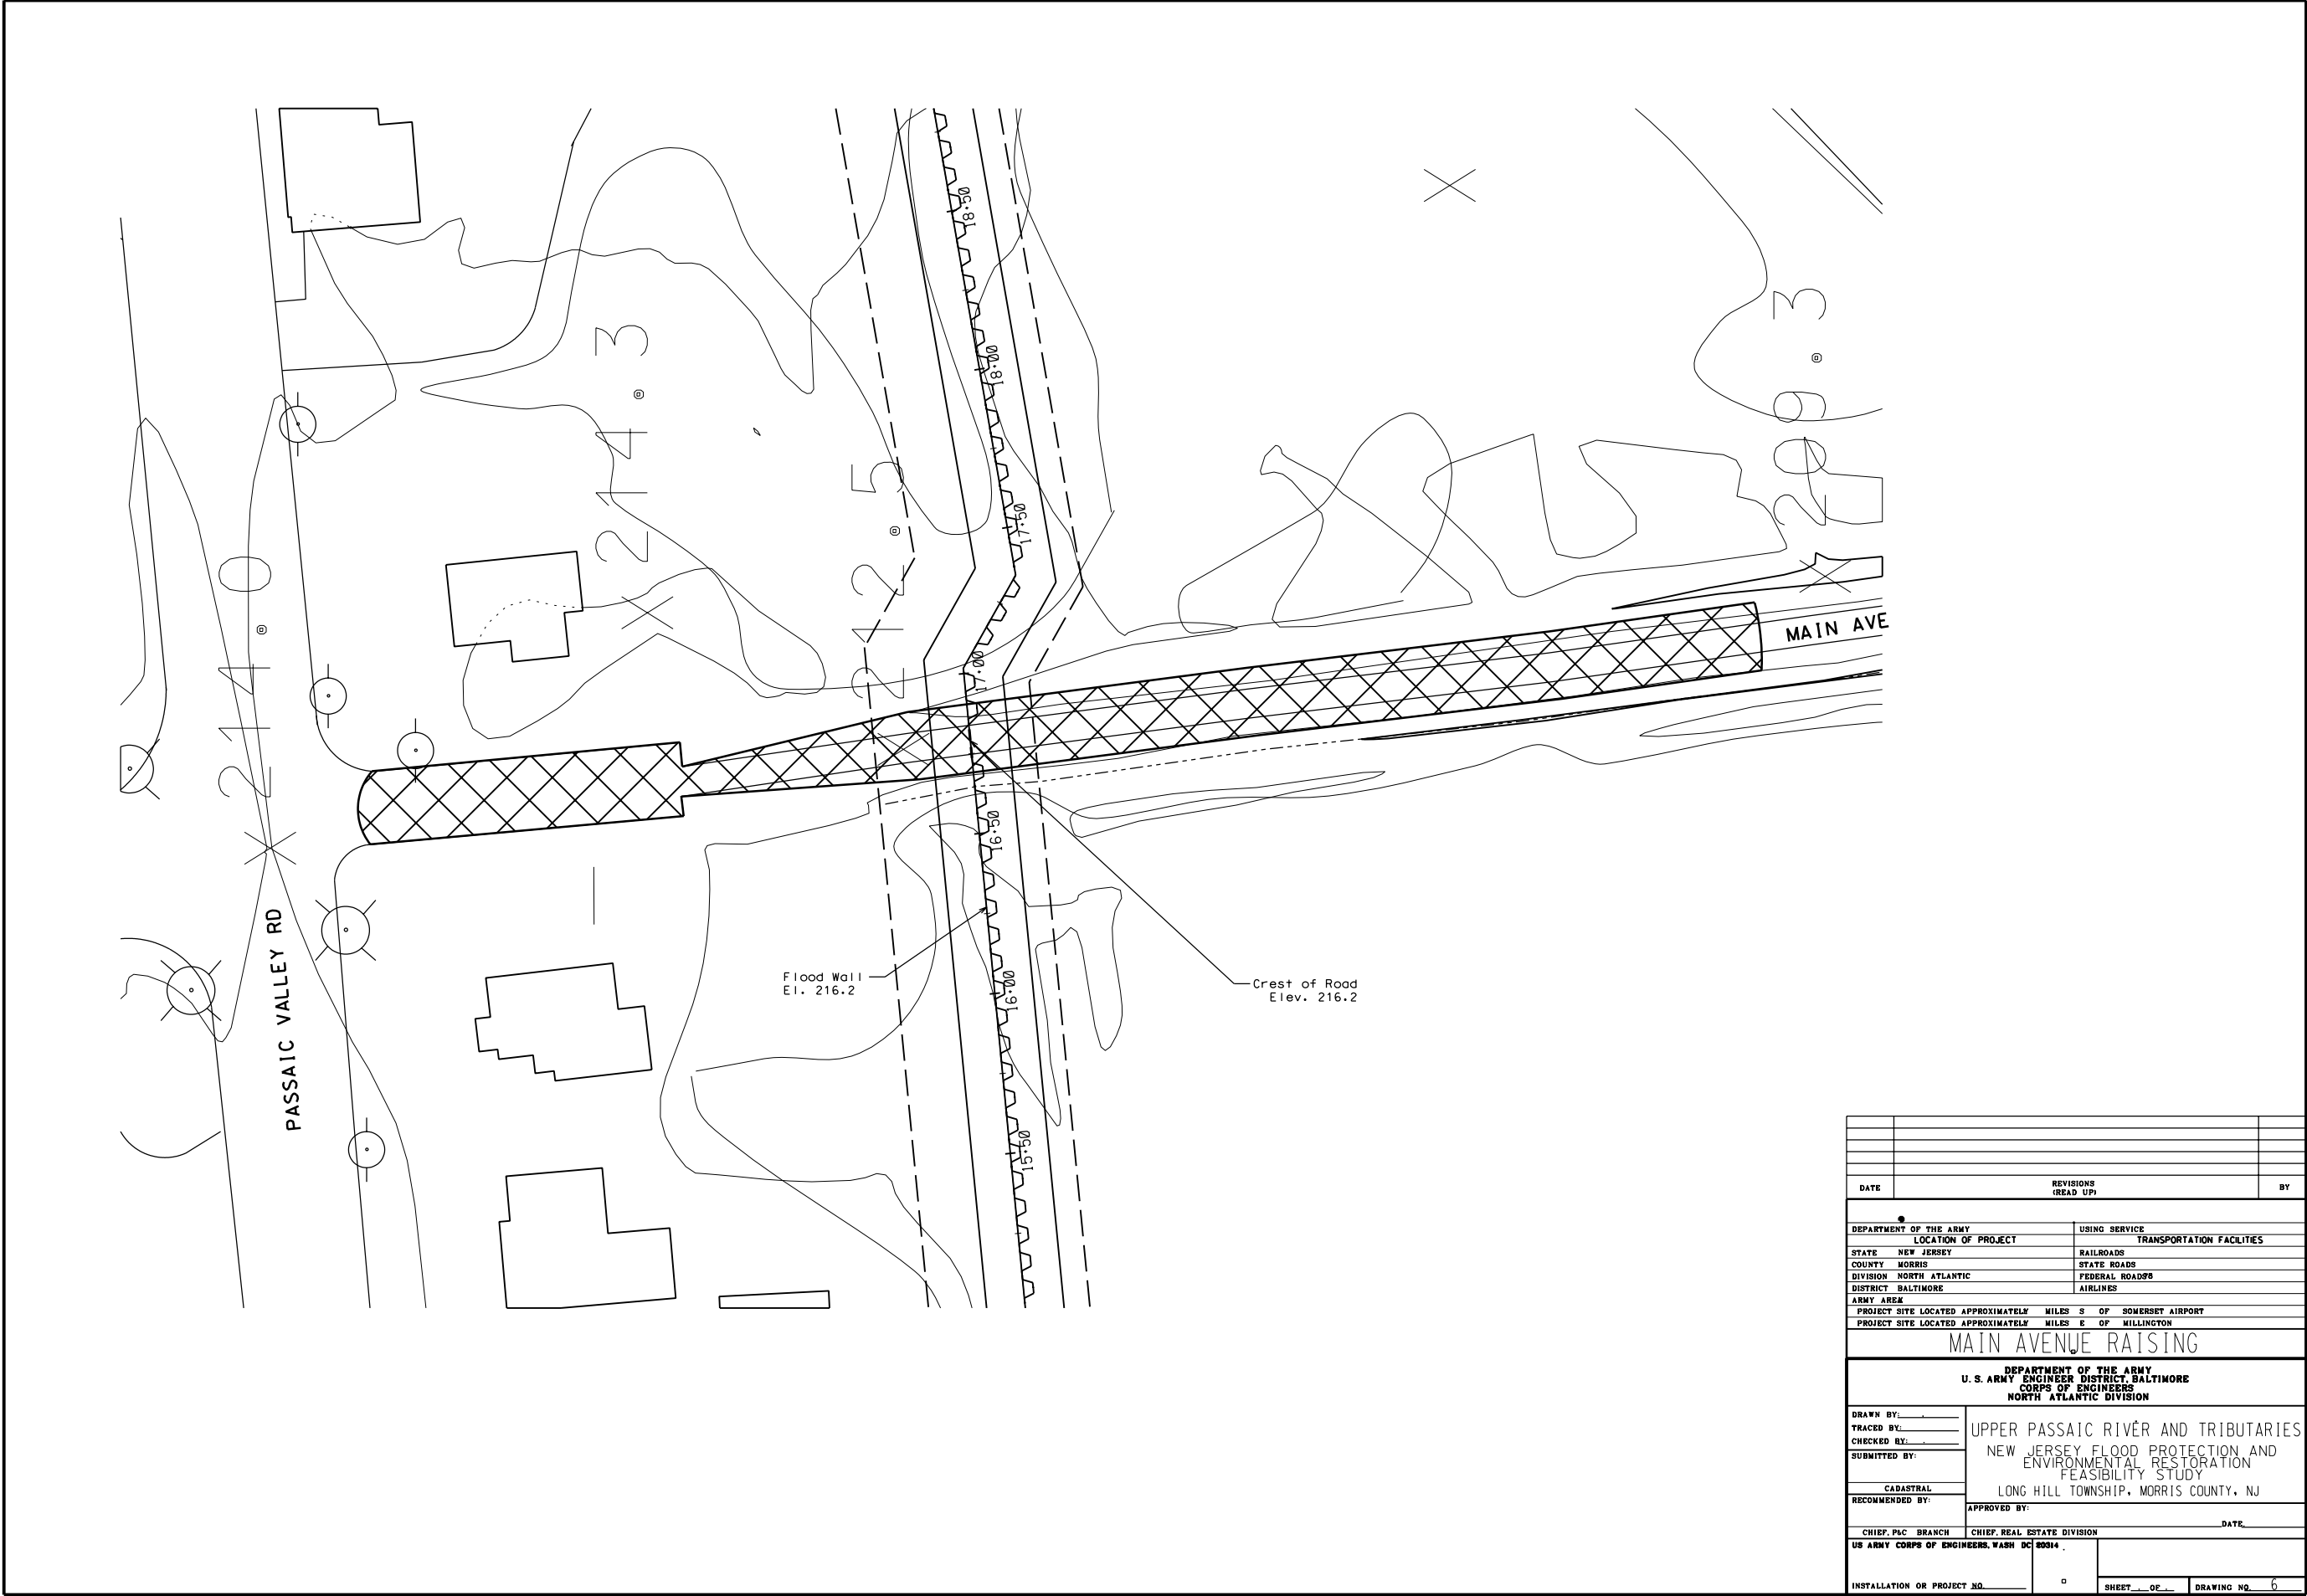 18+50
18+00
17+50
17+00
16+50
16+00
15+50
214.3
212.5
209.3
214.0
MAIN AVE
PASSAIC VALLEY RD
Flood Wall
El. 216.2
Crest of Road
Elev. 216.2
DATE
REVISIONS
(READ UP)
BY
DEPARTMENT OF THE ARMY
USING SERVICE
LOCATION OF PROJECT
TRANSPORTATION FACILITIES
STATE NEW JERSEY
RAILROADS
COUNTY MORRIS
STATE ROADS
DIVISION NORTH ATLANTIC
FEDERAL ROADS
DISTRICT BALTIMORE
AIRLINES
ARMY AREA
PROJECT SITE LOCATED APPROXIMATELY MILES S OF SOMERSET AIRPORT
PROJECT SITE LOCATED APPROXIMATELY MILES E OF MILLINGTON
MAIN AVENUE RAISING
DEPARTMENT OF THE ARMY
U. S. ARMY ENGINEER DISTRICT, BALTIMORE
CORPS OF ENGINEERS
NORTH ATLANTIC DIVISION
DRAWN BY:
TRACED BY:
CHECKED BY:
SUBMITTED BY:
CADASTRAL
RECOMMENDED BY:
CHIEF, P&C BRANCH
UPPER PASSAIC RIVER AND TRIBUTARIES
NEW JERSEY FLOOD PROTECTION AND
ENVIRONMENTAL RESTORATION
FEASIBILITY STUDY
LONG HILL TOWNSHIP, MORRIS COUNTY, NJ
APPROVED BY:
DATE
CHIEF, REAL ESTATE DIVISION
US ARMY CORPS OF ENGINEERS, WASH DC 20314
INSTALLATION OR PROJECT NO.
SHEET OF
DRAWING NO. 6